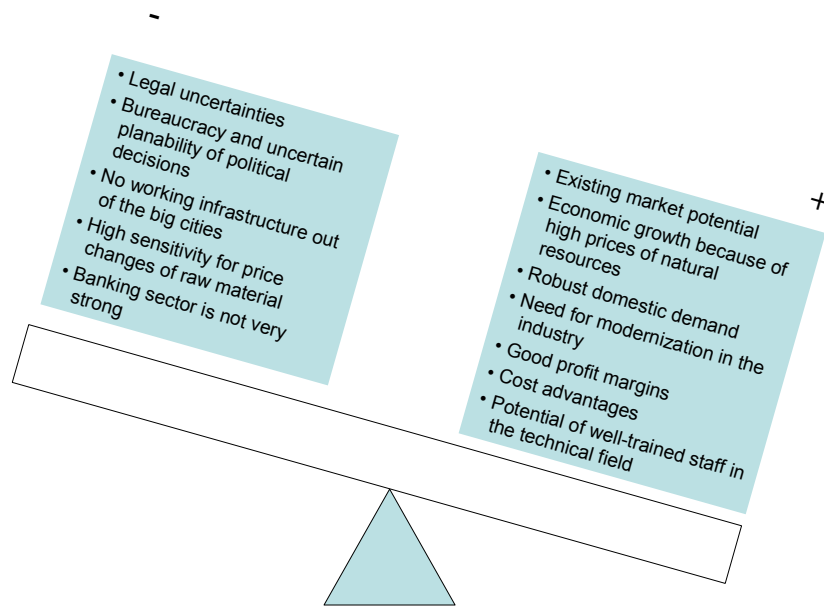 -
• Legal uncertainties
• Bureaucracy and uncertain
planability of political
decisions
• No working infrastructure out
of the big cities
• High sensitivity for price
changes of raw material
• Banking sector is not very
strong
+
• Existing market potential
• Economic growth because of
high prices of natural
resources
• Robust domestic demand
• Need for modernization in the
industry
• Good profit margins
• Cost advantages
• Potential of well-trained staff in
the technical field